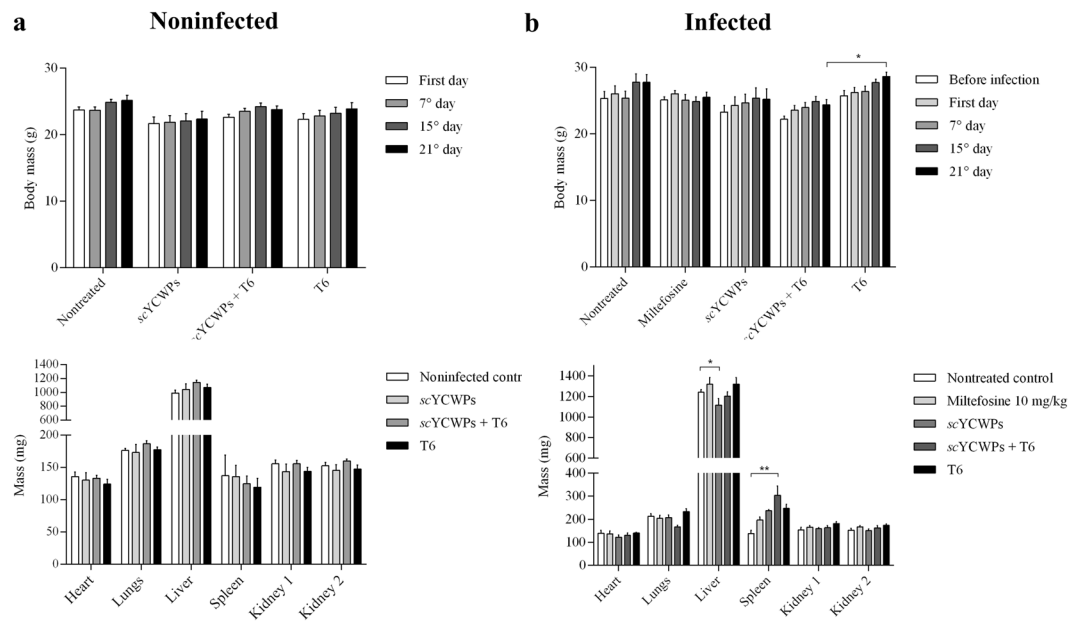 a
Noninfected
30
20
10
0
Body mass (g)
Nontreated
scYCWPs
scYCWPs + T6
T6
First day
7° day
15° day
21° day
1400
1200
1000
800
600
200
150
100
50
0
Mass (mg)
Heart
Lungs
Liver
Spleen
Kidney 1
Kidney 2
Noninfected contr
scYCWPs
scYCWPs + T6
T6
b
Infected
30
20
10
0
Body mass (g)
*
Nontreated
Miltefosine
scYCWPs
scYCWPs + T6
T6
Before infection
First day
7° day
15° day
21° day
1400
1200
1000
800
600
400
300
200
100
0
Mass (mg)
*
**
Heart
Lungs
Liver
Spleen
Kidney 1
Kidney 2
Nontreated control
Miltefosine 10 mg/kg
scYCWPs
scYCWPs + T6
T6